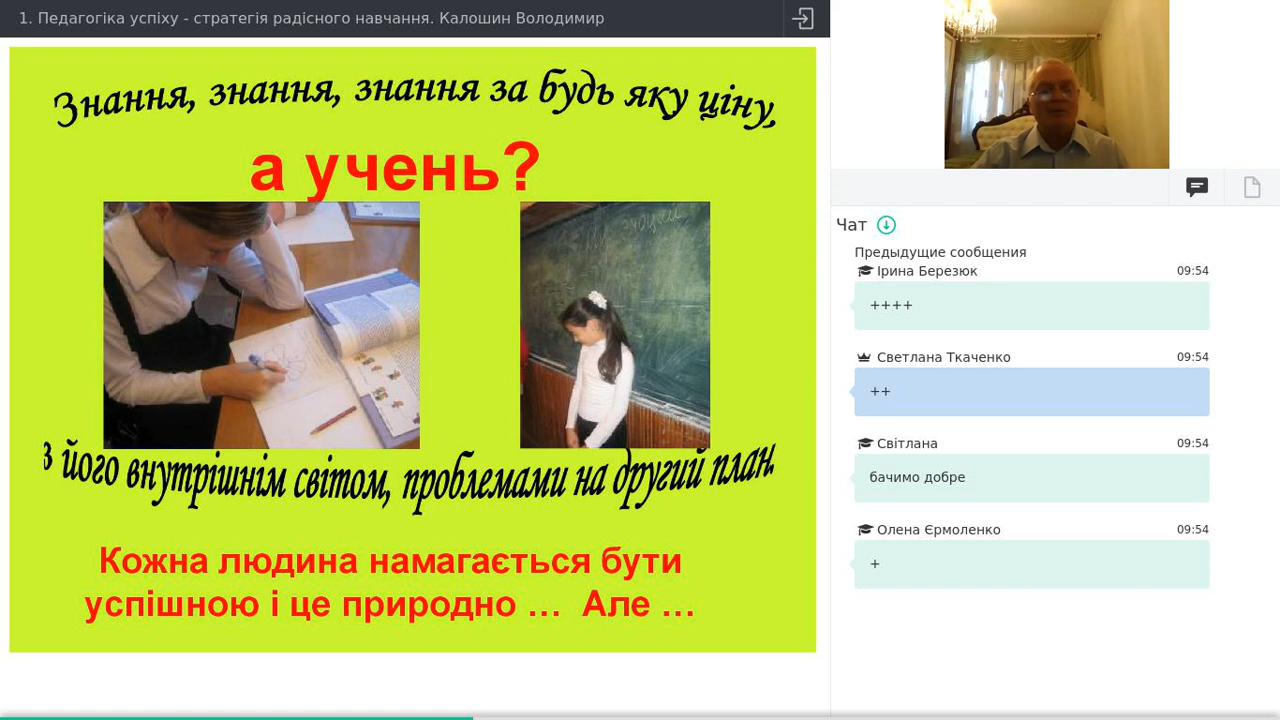 1. Педагогіка успіху - стратегія радісного навчання. Калошин Володимир
Знання, знання, знання за будь яку ціну,
а учень?
з його внутрішнім світом, проблемами на другий план.
Кожна людина намагається бути
успішною і це природно ... Але ...
Чат
Предыдущие сообщения
Ірина Березюк 09:54
++++
Светлана Ткаченко 09:54
++
Світлана 09:54
бачимо добре
Олена Єрмоленко 09:54
+